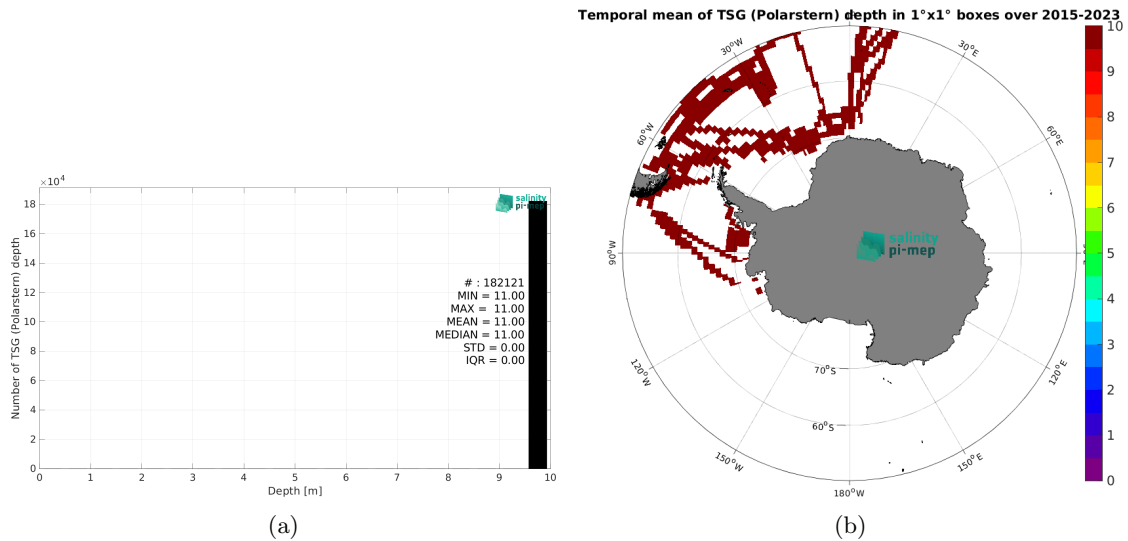 Temporal mean of TSG (Polarstern) depth in 1°x1° boxes over 2015-2023
×10⁴
18
16
14
12
10
8
6
4
2
0
Number of TSG (Polarstern) depth
salinity
pi-mep
# : 182121
MIN = 11.00
MAX = 11.00
MEAN = 11.00
MEDIAN = 11.00
STD = 0.00
IQR = 0.00
0 1 2 3 4 5 6 7 8 9 10
Depth [m]
(a)
30°W
30°E
60°W
60°E
90°W
120°W
120°E
150°W
150°E
180°W
70°S
60°S
salinity
pi-mep
10
9
8
7
6
5
4
3
2
1
0
(b)